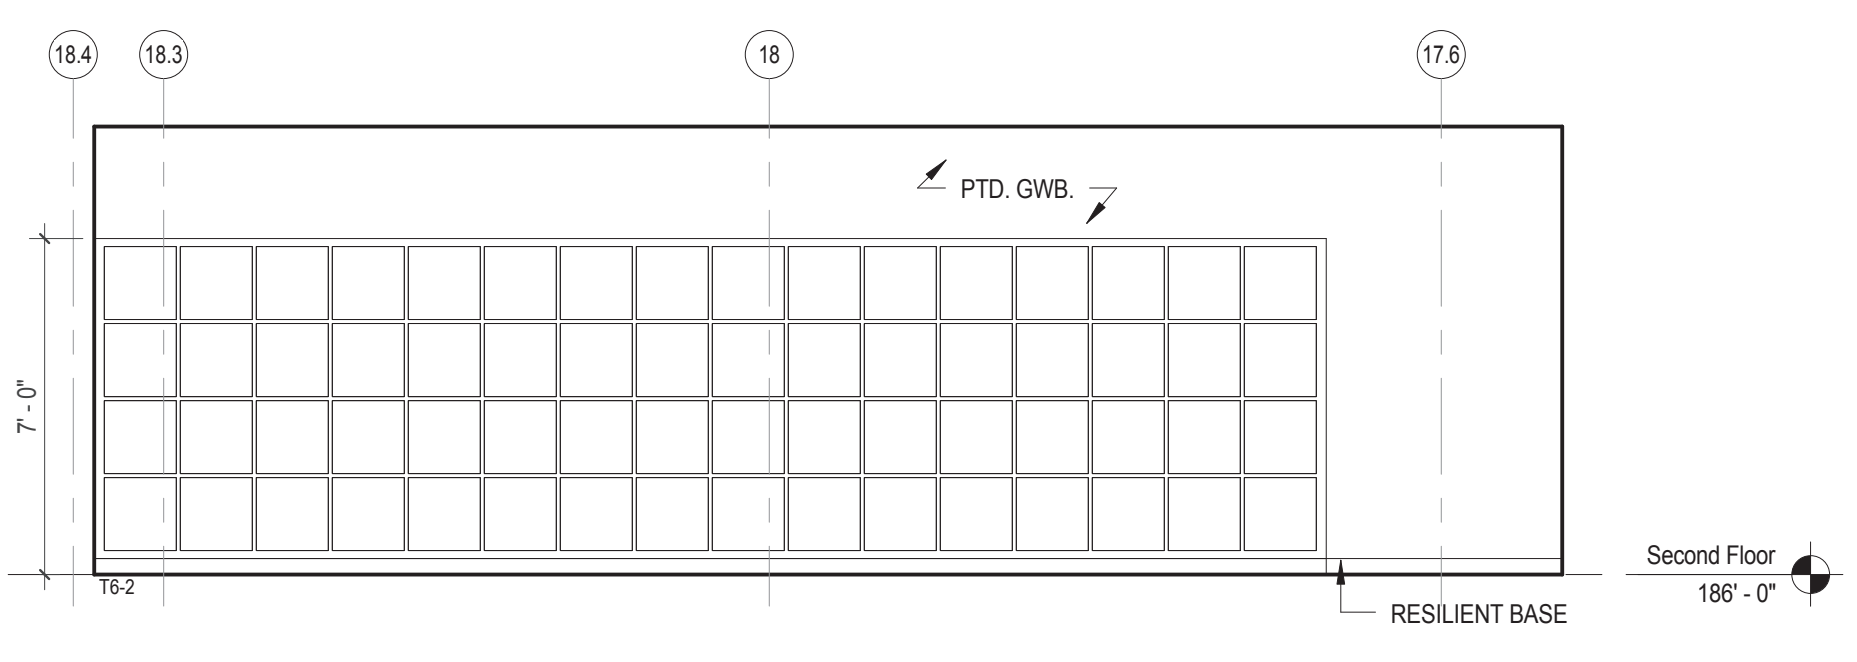 18.4
18.3
18
17.6
PTD. GWB.
7' - 0"
T6-2
Second Floor
186' - 0"
RESILIENT BASE